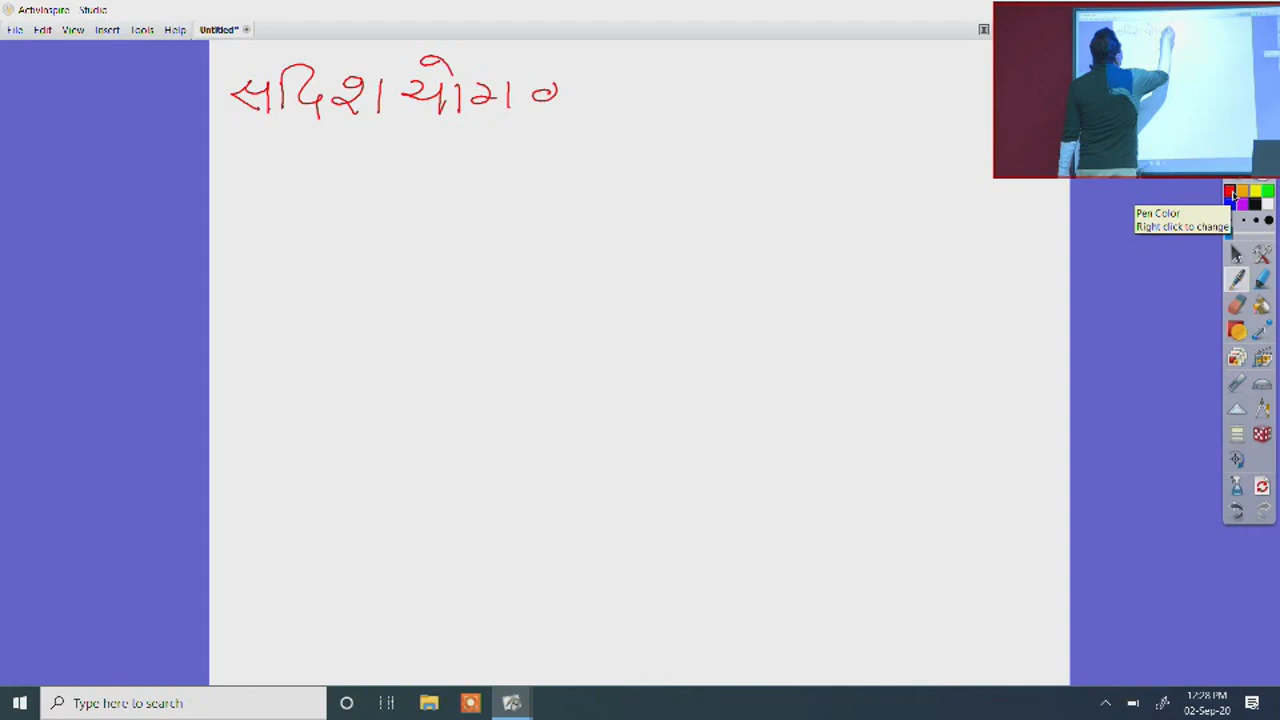 ActivInspire - Studio
File Edit View Insert Tools Help Untitled*
સદિશ યોગ
Pen Color
Right click to change
Type here to search
12:28 PM
02-Sep-20